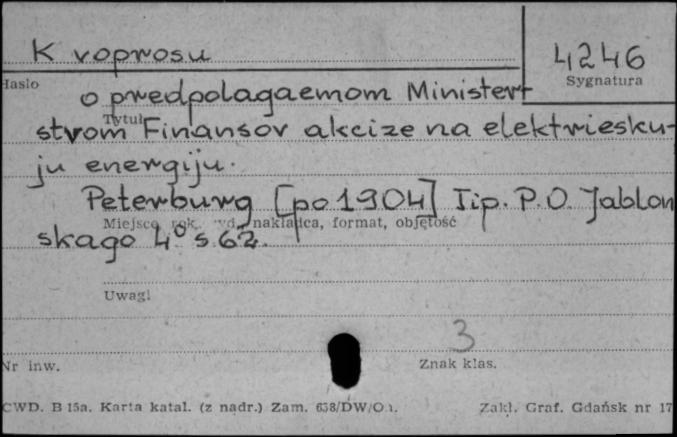 K voprosu
4246
Hasło
Sygnatura
o predpolagaemom Minister-
Tytuł
stvom Finansov akcize na elektriesku-
ju energiju.
Peterburg [po 1904] Tip. P.O. Jablon
Miejsce, rok, wyd., nakładca, format, objętość
skago 4° s. 62.
Uwagi
3
Nr inw.
Znak klas.
CWD. B 15a. Karta katal. (z nadr.) Zam. 638/DW/O
Zakł. Graf. Gdańsk nr 17